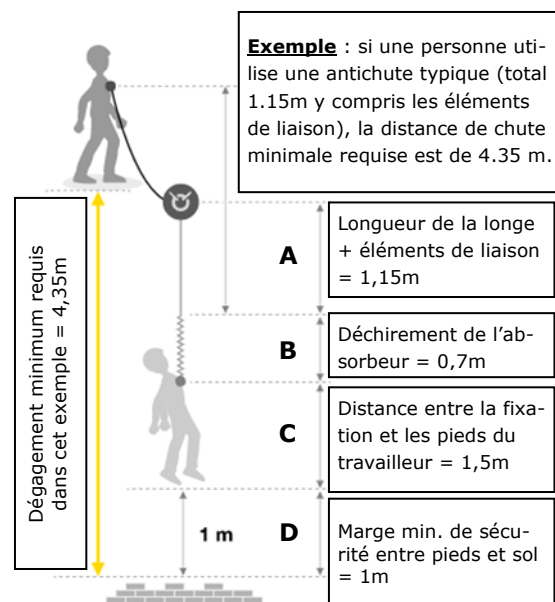 Exemple : si une personne uti-
lise une antichute typique (total
1.15m y compris les éléments
de liaison), la distance de chute
minimale requise est de 4.35 m.
Dégagement minimum requis
dans cet exemple = 4,35m
A
Longueur de la longe
+ éléments de liaison
= 1,15m
B
Déchirement de l’ab-
sorbeur = 0,7m
C
Distance entre la fixa-
tion et les pieds du
travailleur = 1,5m
1 m
D
Marge min. de sécu-
rité entre pieds et sol
= 1m